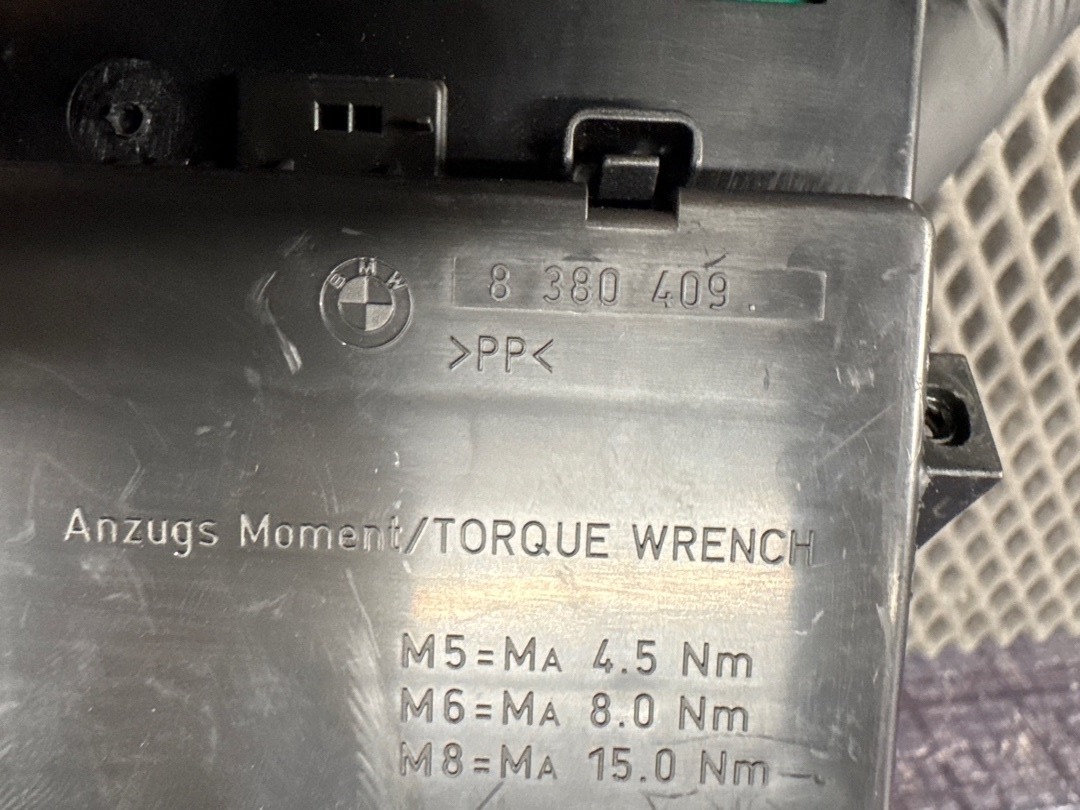 BMW
8 380 409
>PP<
Anzugs Moment/TORQUE WRENCH
M5=MA 4.5 Nm
M6=MA 8.0 Nm
M8=MA 15.0 Nm